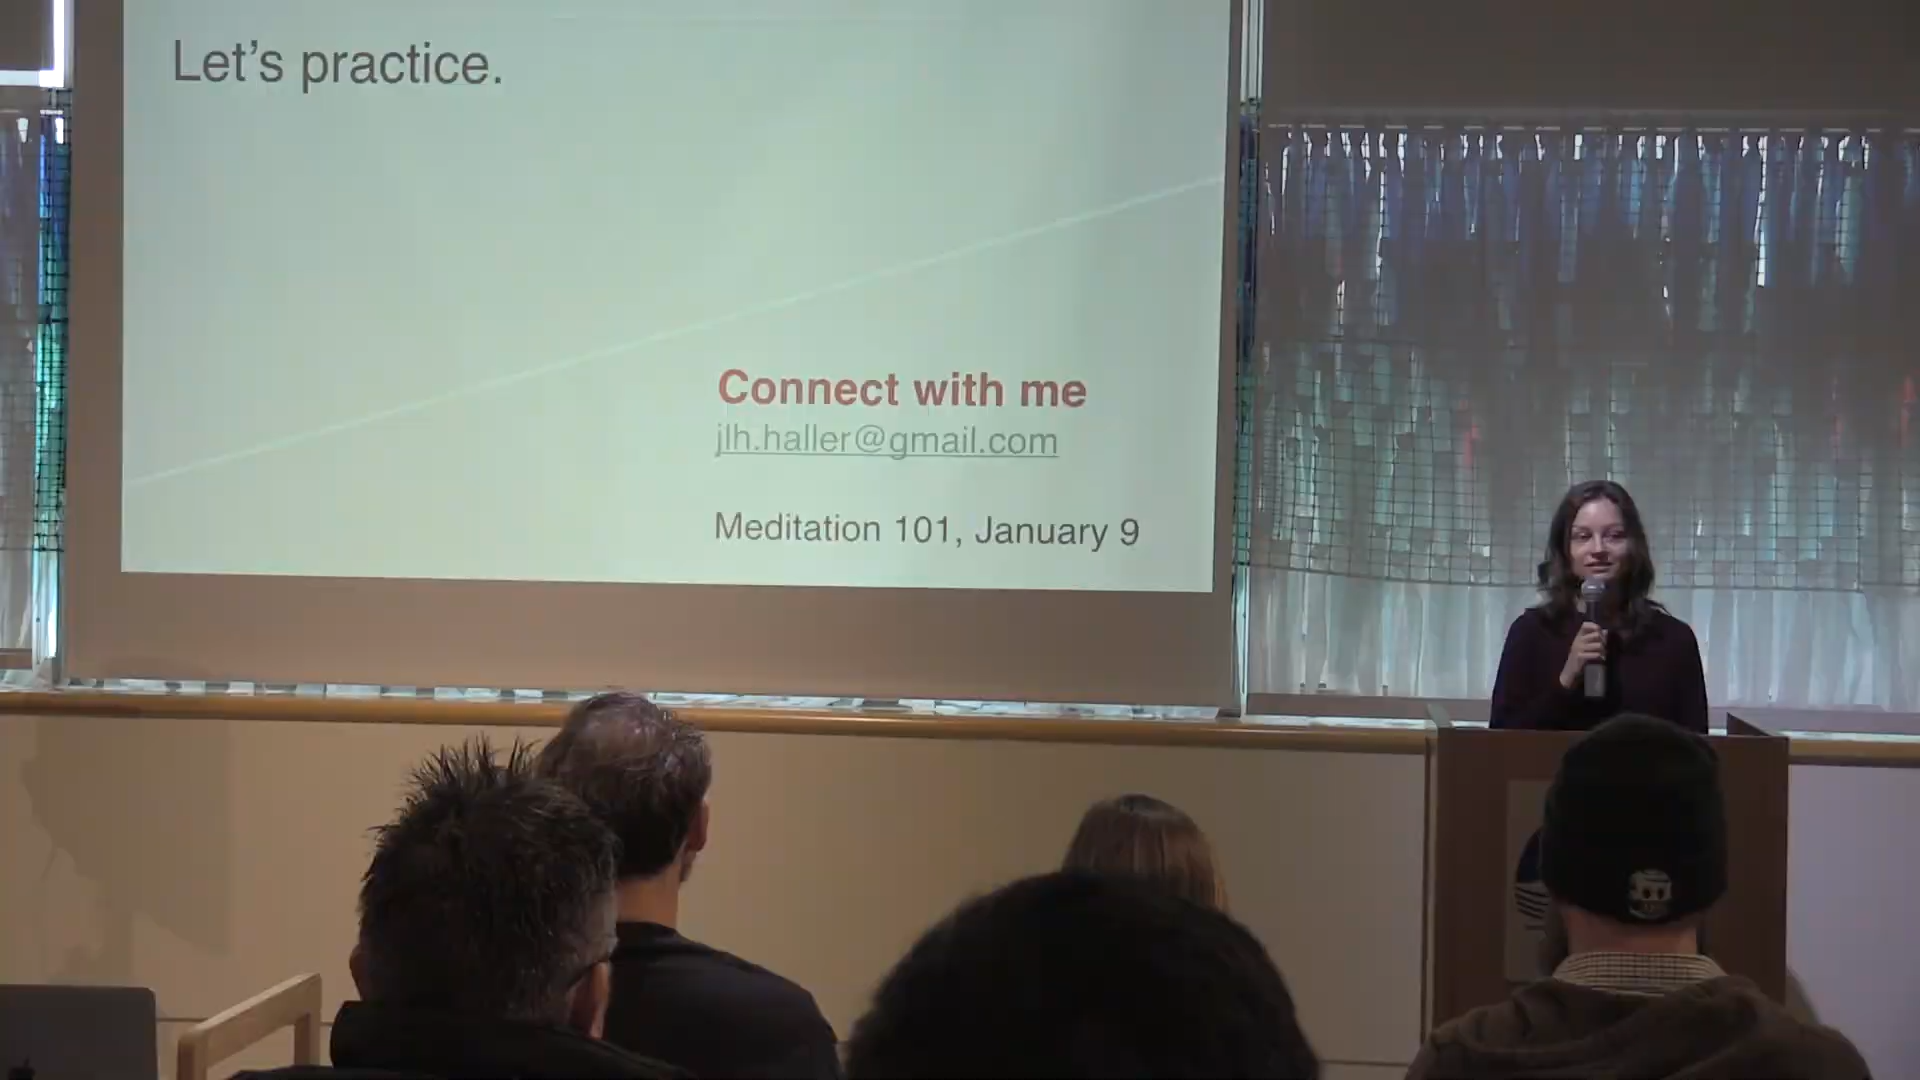 Let's practice.
Connect with me
jlh.haller@gmail.com
Meditation 101, January 9